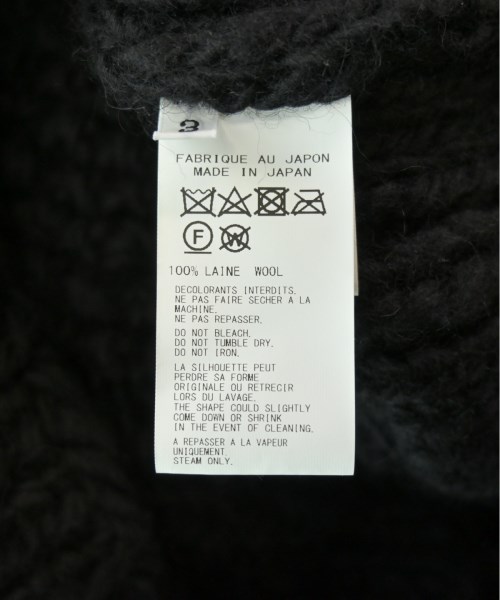 3
FABRIQUE AU JAPON
MADE IN JAPAN
F W
100% LAINE WOOL
DECOLORANTS INTERDITS.
NE PAS FAIRE SECHER A LA
MACHINE.
NE PAS REPASSER.
DO NOT BLEACH.
DO NOT TUMBLE DRY.
DO NOT IRON.
LA SILHOUETTE PEUT
PERDRE SA FORME
ORIGINALE OU RETRECIR
LORS DU LAVAGE.
THE SHAPE COULD SLIGHTLY
COME DOWN OR SHRINK
IN THE EVENT OF CLEANING.
A REPASSER A LA VAPEUR
UNIQUEMENT.
STEAM ONLY.